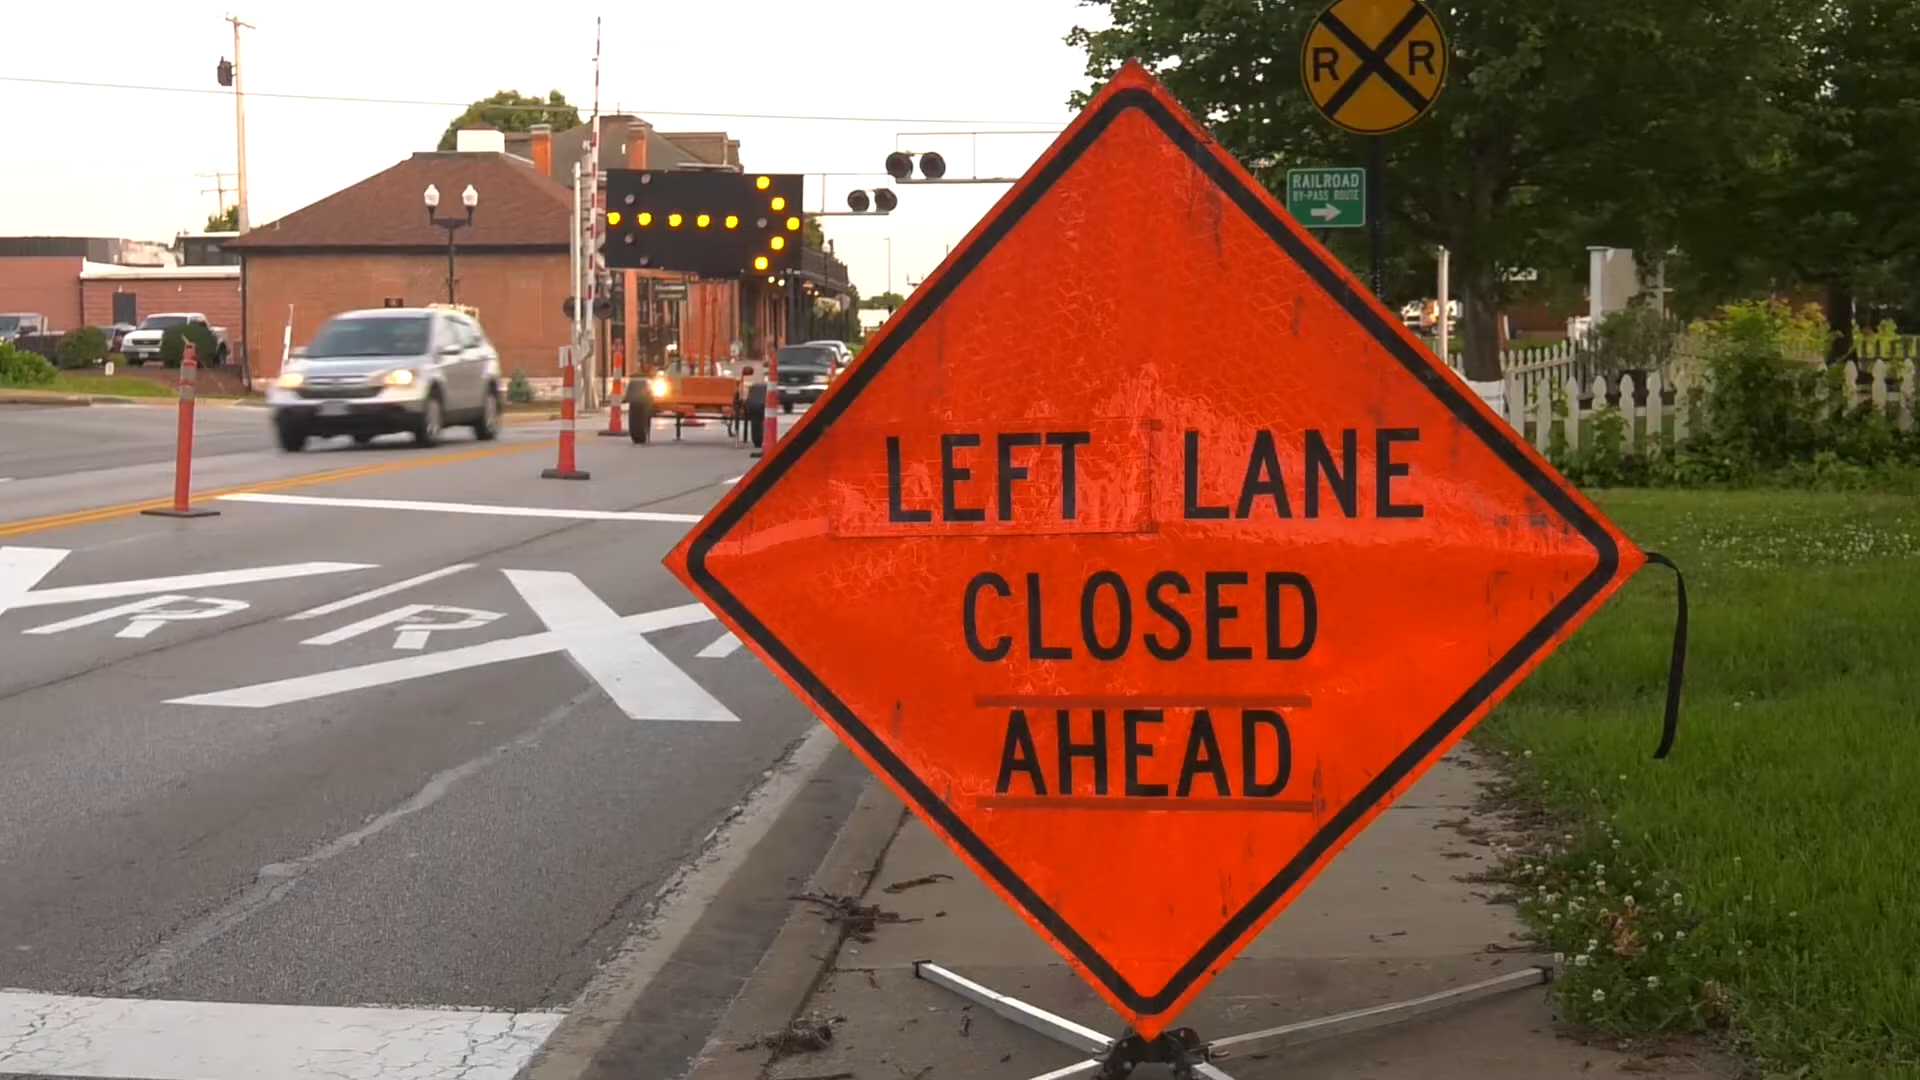 R R
RAILROAD
BY-PASS ROUTE
LEFT LANE
CLOSED
AHEAD
R
R